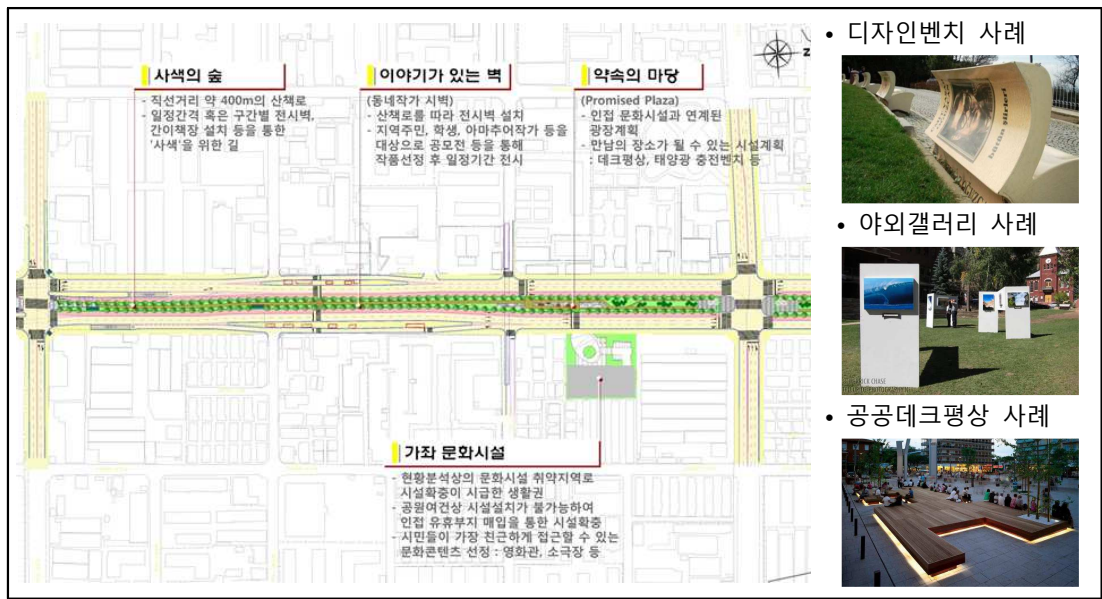 사색의 숲
- 직선거리 약 400m의 산책로
- 일정간격 혹은 구간별 전시벽,
간이책장 설치 등을 통한
'사색'을 위한 길
이야기가 있는 벽
(동네작가 시벽)
- 산책로를 따라 전시벽 설치
- 지역주민, 학생, 아마추어작가 등을
대상으로 공모전 등을 통해
작품선정 후 일정기간 전시
약속의 마당
(Promised Plaza)
- 인접 문화시설과 연계된
광장계획
- 만남의 장소가 될 수 있는 시설계획
: 데크평상, 태양광 충전벤치 등
가좌 문화시설
- 현황분석상의 문화시설 취약지역로
시설확충이 시급한 생활권
- 공원여건상 시설설치가 불가능하여
인접 유휴부지 매입을 통한 시설확충
- 시민들이 가장 친근하게 접근할 수 있는
문화콘텐츠 선정 : 영화관, 소극장 등
• 디자인벤치 사례
• 야외갤러리 사례
• 공공데크평상 사례